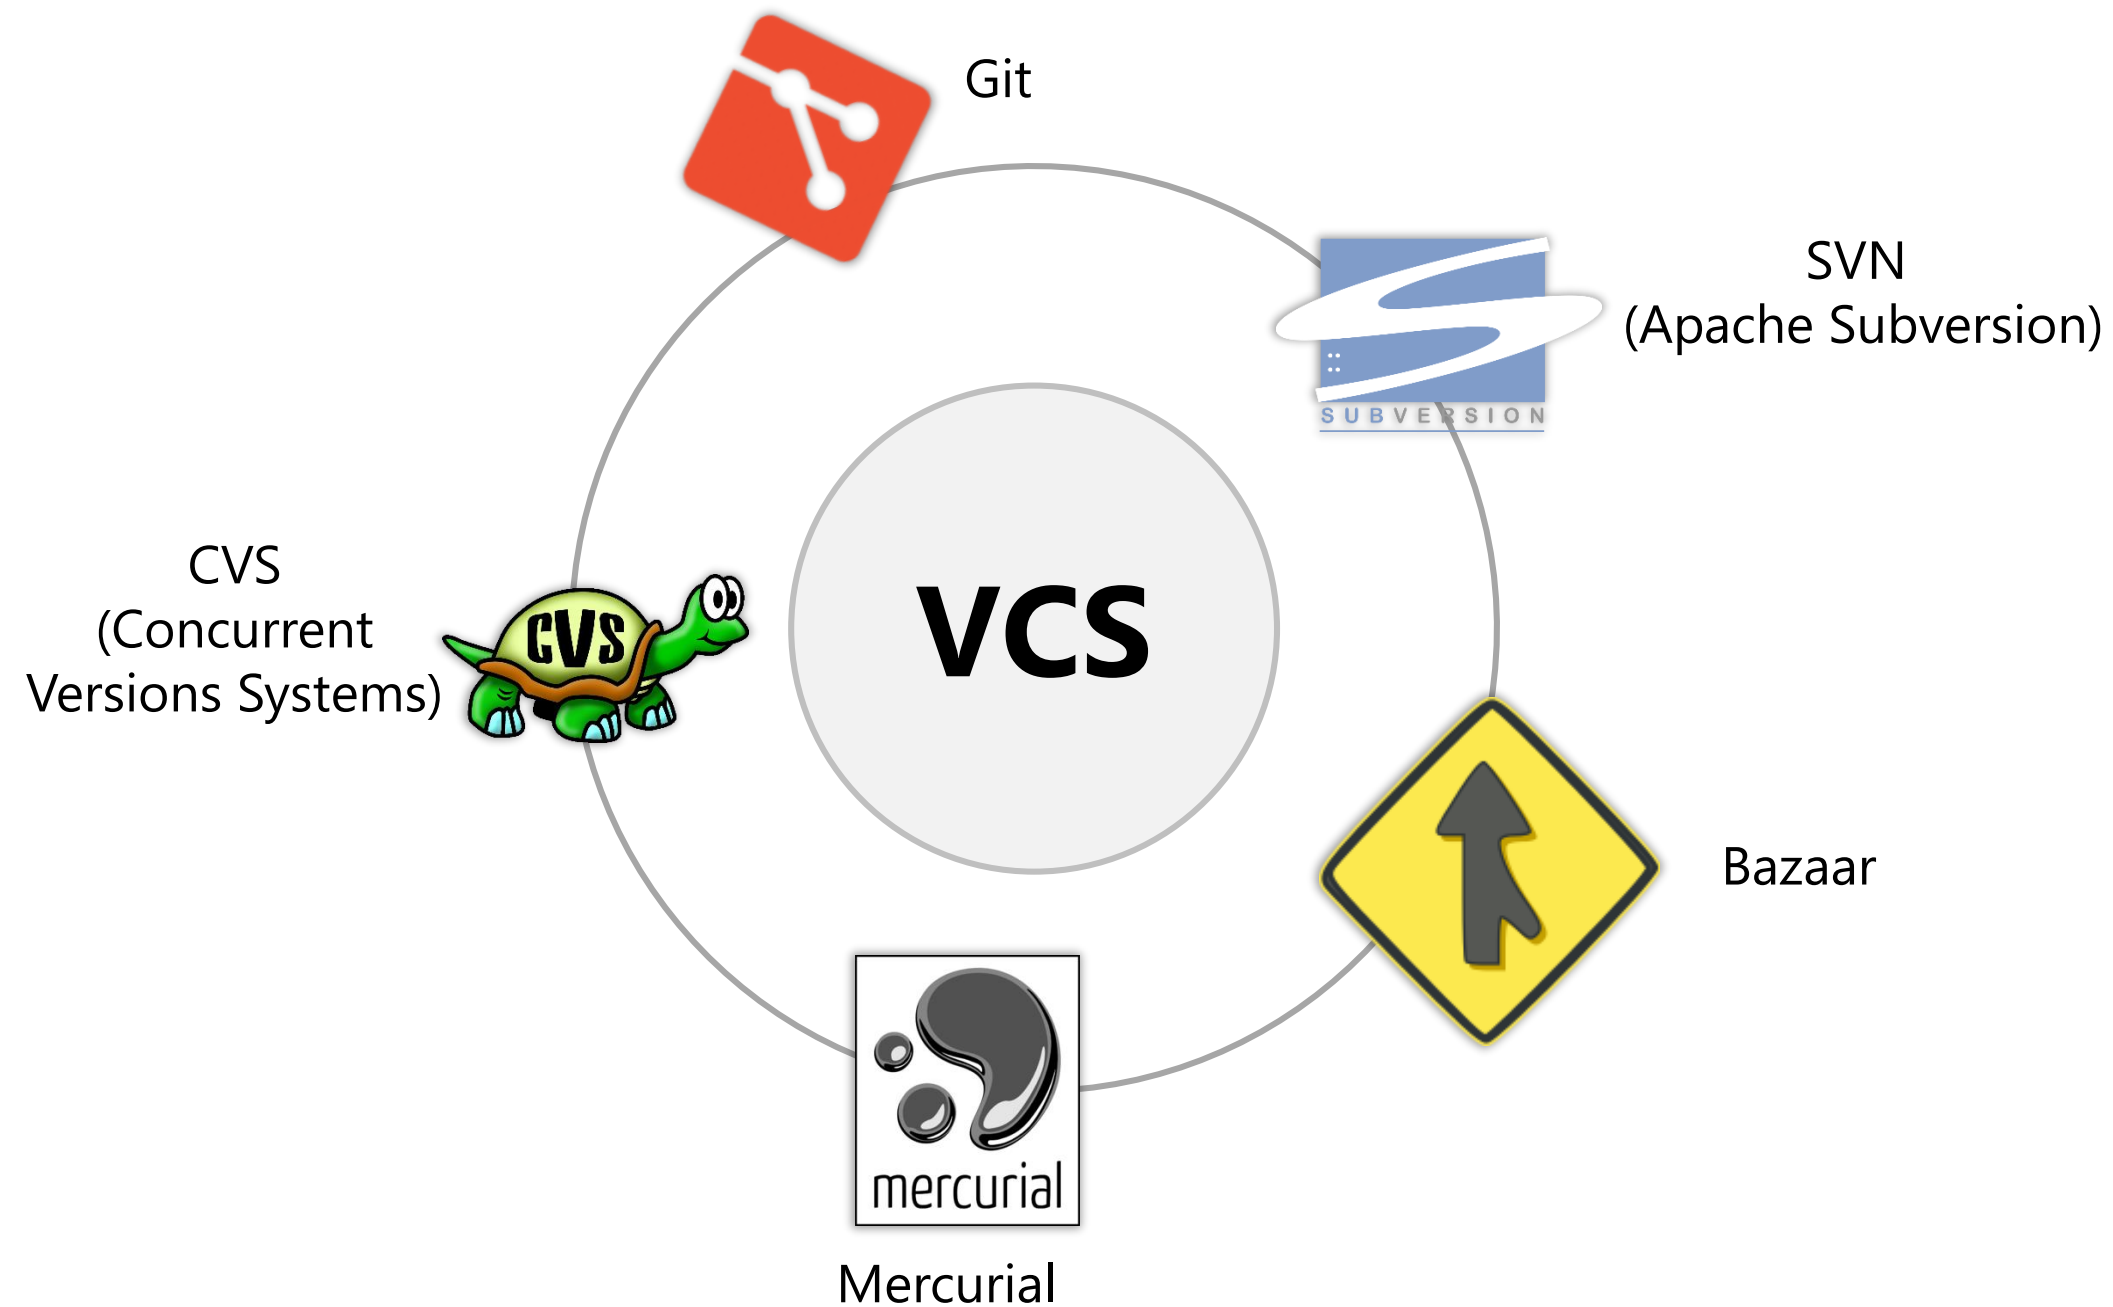 Git
SVN
(Apache Subversion)
SUBVERSION
CVS
(Concurrent
Versions Systems)
CVS
VCS
Bazaar
mercurial
Mercurial